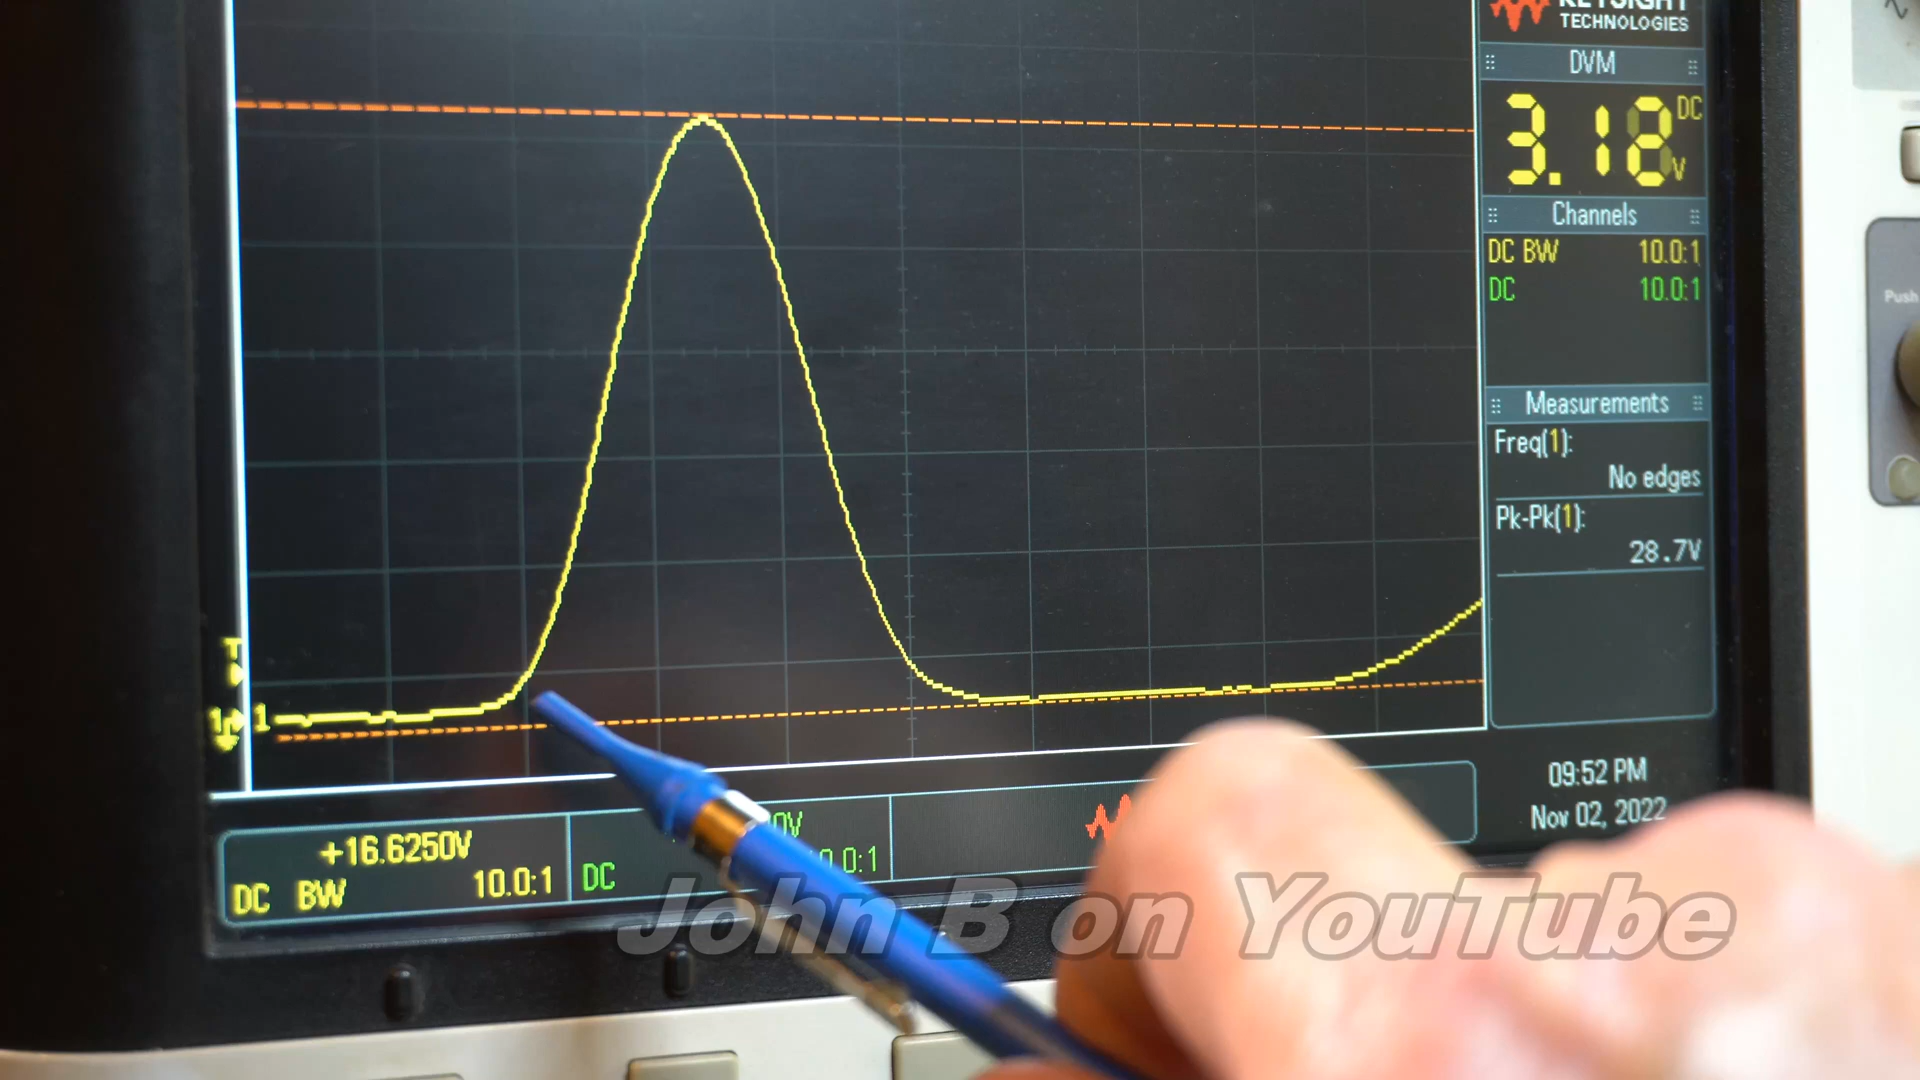 KEYSIGHT
TECHNOLOGIES
DVM
3.18 DC
V
Channels
DC BW 10.0:1
DC 10.0:1
Measurements
Freq(1):
No edges
Pk-Pk(1):
28.7V
T
1
09:52 PM
Nov 02, 2022
+16.6250V
DC BW 10.0:1
DC
Push
John B on YouTube